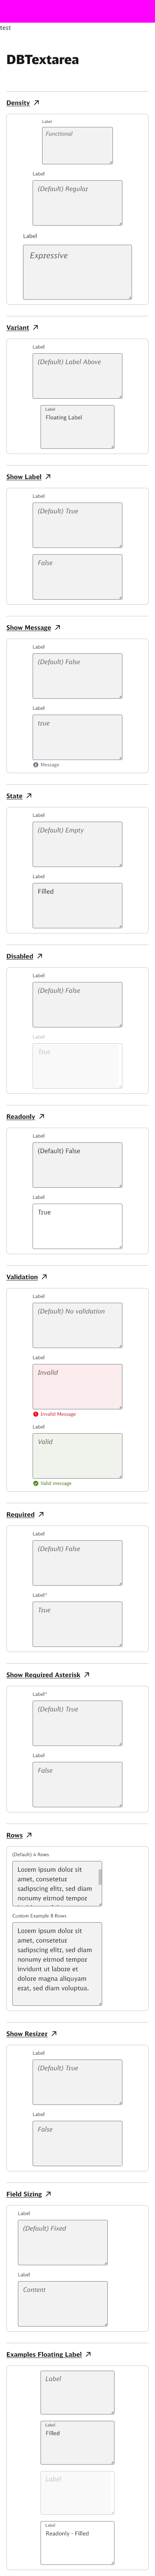 test
DBTextarea
Density
Label
Functional
Label
(Default) Regular
Label
Expressive
Variant
Label
(Default) Label Above
Label
Floating Label
Show Label
Label
(Default) True
False
Show Message
Label
(Default) False
Label
true
Message
State
Label
(Default) Empty
Label
Filled
Disabled
Label
(Default) False
Label
True
Readonly
Label
(Default) False
Label
True
Validation
Label
(Default) No validation
Label
Invalid
Invalid Message
Label
Valid
Valid message
Required
Label
(Default) False
Label*
True
Show Required Asterisk
Label*
(Default) True
Label
False
Rows
(Default) 4 Rows
Lorem ipsum dolor sit
amet, consetetur
sadipscing elitr, sed diam
nonumy eirmod tempor
Custom Example 8 Rows
Lorem ipsum dolor sit
amet, consetetur
sadipscing elitr, sed diam
nonumy eirmod tempor
invidunt ut labore et
dolore magna aliquyam
erat, sed diam voluptua.
Show Resizer
Label
(Default) True
Label
False
Field Sizing
Label
(Default) Fixed
Label
Content
Examples Floating Label
Label
Label
Filled
Label
Label
Readonly - Filled